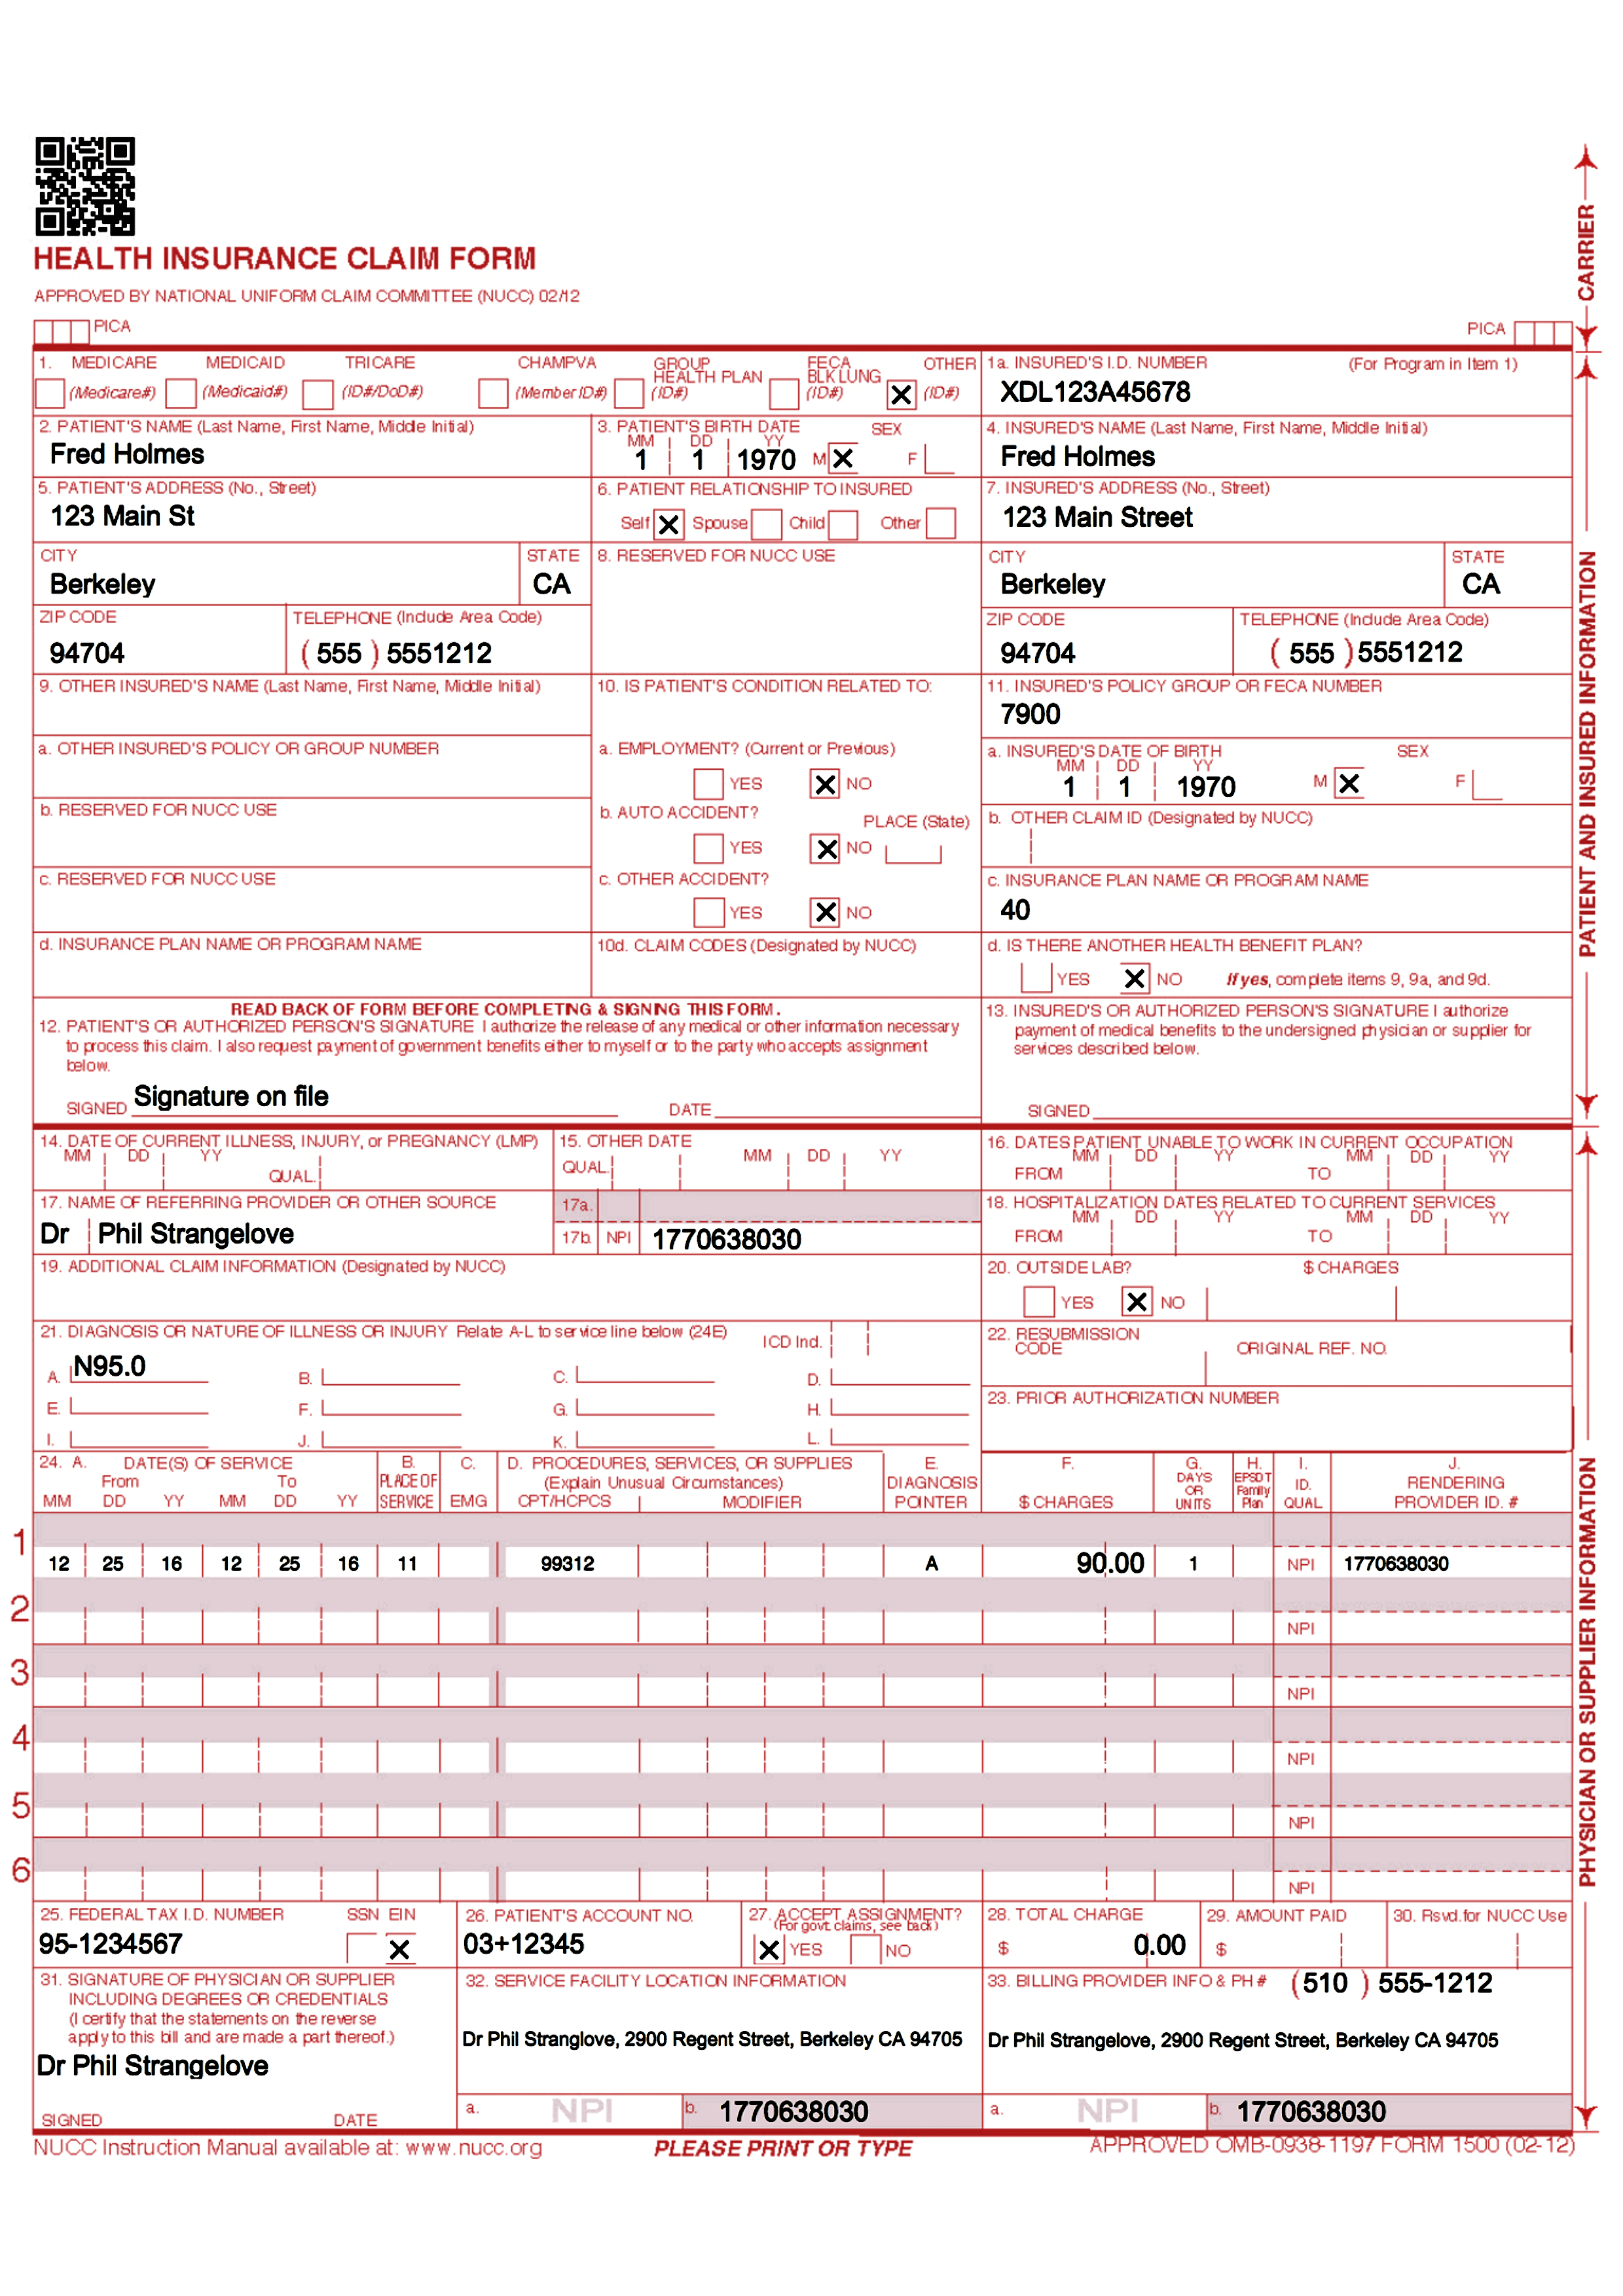 HEALTH INSURANCE CLAIM FORM
APPROVED BY NATIONAL UNIFORM CLAIM COMMITTEE (NUCC) 02/12
PICA
PICA
CARRIER
1. MEDICARE MEDICAID TRICARE CHAMPVA GROUP HEALTH PLAN FECA BLK LUNG OTHER
(Medicare#) (Medicaid#) (ID#/DoD#) (Member ID#) (ID#) (ID#) (ID#)
1a. INSURED'S I.D. NUMBER (For Program in Item 1)
XDL123A45678
2. PATIENT'S NAME (Last Name, First Name, Middle Initial)
Fred Holmes
3. PATIENT'S BIRTH DATE SEX
MM DD YY
1 1 1970 M X F
4. INSURED'S NAME (Last Name, First Name, Middle Initial)
Fred Holmes
5. PATIENT'S ADDRESS (No., Street)
123 Main St
6. PATIENT RELATIONSHIP TO INSURED
Self X Spouse Child Other
7. INSURED'S ADDRESS (No., Street)
123 Main Street
CITY STATE
Berkeley CA
8. RESERVED FOR NUCC USE
CITY STATE
Berkeley CA
ZIP CODE TELEPHONE (Include Area Code)
94704 (555) 5551212
ZIP CODE TELEPHONE (Include Area Code)
94704 (555) 5551212
9. OTHER INSURED'S NAME (Last Name, First Name, Middle Initial)
10. IS PATIENT'S CONDITION RELATED TO:
11. INSURED'S POLICY GROUP OR FECA NUMBER
7900
a. OTHER INSURED'S POLICY OR GROUP NUMBER
a. EMPLOYMENT? (Current or Previous)
YES X NO
a. INSURED'S DATE OF BIRTH SEX
MM DD YY
1 1 1970 M X F
b. RESERVED FOR NUCC USE
b. AUTO ACCIDENT? PLACE (State)
YES X NO
b. OTHER CLAIM ID (Designated by NUCC)
c. RESERVED FOR NUCC USE
c. OTHER ACCIDENT?
YES X NO
c. INSURANCE PLAN NAME OR PROGRAM NAME
40
d. INSURANCE PLAN NAME OR PROGRAM NAME
10d. CLAIM CODES (Designated by NUCC)
d. IS THERE ANOTHER HEALTH BENEFIT PLAN?
YES X NO If yes, complete items 9, 9a, and 9d.
PATIENT AND INSURED INFORMATION
READ BACK OF FORM BEFORE COMPLETING & SIGNING THIS FORM.
12. PATIENT'S OR AUTHORIZED PERSON'S SIGNATURE I authorize the release of any medical or other information necessary
to process this claim. I also request payment of government benefits either to myself or to the party who accepts assignment
below.
SIGNED Signature on file DATE
13. INSURED'S OR AUTHORIZED PERSON'S SIGNATURE I authorize
payment of medical benefits to the undersigned physician or supplier for
services described below.
SIGNED
14. DATE OF CURRENT ILLNESS, INJURY, or PREGNANCY (LMP)
MM DD YY QUAL.
15. OTHER DATE
QUAL. MM DD YY
16. DATES PATIENT UNABLE TO WORK IN CURRENT OCCUPATION
MM DD YY MM DD YY
FROM TO
17. NAME OF REFERRING PROVIDER OR OTHER SOURCE
Dr Phil Strangelove
17a.
17b. NPI 1770638030
18. HOSPITALIZATION DATES RELATED TO CURRENT SERVICES
MM DD YY MM DD YY
FROM TO
19. ADDITIONAL CLAIM INFORMATION (Designated by NUCC)
20. OUTSIDE LAB? $ CHARGES
YES X NO
21. DIAGNOSIS OR NATURE OF ILLNESS OR INJURY Relate A-L to service line below (24E) ICD Ind.
A. N95.0 B. C. D.
E. F. G. H.
I. J. K. L.
22. RESUBMISSION CODE ORIGINAL REF. NO.
23. PRIOR AUTHORIZATION NUMBER
24. A. DATE(S) OF SERVICE B. C. D. PROCEDURES, SERVICES, OR SUPPLIES E. F. G. H. I. J.
From To PLACE OF (Explain Unusual Circumstances) DIAGNOSIS DAYS OR EPSDT Family ID. RENDERING
MM DD YY MM DD YY SERVICE EMG CPT/HCPCS MODIFIER POINTER $ CHARGES UNITS Plan QUAL. PROVIDER ID. #
1
12 25 16 12 25 16 11 99312 A 90.00 1 NPI 1770638030
2
NPI
3
NPI
4
NPI
5
NPI
6
NPI
25. FEDERAL TAX I.D. NUMBER SSN EIN
95-1234567 X
26. PATIENT'S ACCOUNT NO.
03+12345
27. ACCEPT ASSIGNMENT?
(For govt. claims, see back)
X YES NO
28. TOTAL CHARGE
$ 0.00
29. AMOUNT PAID
$
30. Rsvd. for NUCC Use
31. SIGNATURE OF PHYSICIAN OR SUPPLIER
INCLUDING DEGREES OR CREDENTIALS
(I certify that the statements on the reverse
apply to this bill and are made a part thereof.)
Dr Phil Strangelove
SIGNED DATE
32. SERVICE FACILITY LOCATION INFORMATION
Dr Phil Stranglove, 2900 Regent Street, Berkeley CA 94705
a. NPI b. 1770638030
33. BILLING PROVIDER INFO & PH # (510) 555-1212
Dr Phil Strangelove, 2900 Regent Street, Berkeley CA 94705
a. NPI b. 1770638030
PHYSICIAN OR SUPPLIER INFORMATION
NUCC Instruction Manual available at: www.nucc.org
PLEASE PRINT OR TYPE
APPROVED OMB-0938-1197 FORM 1500 (02-12)